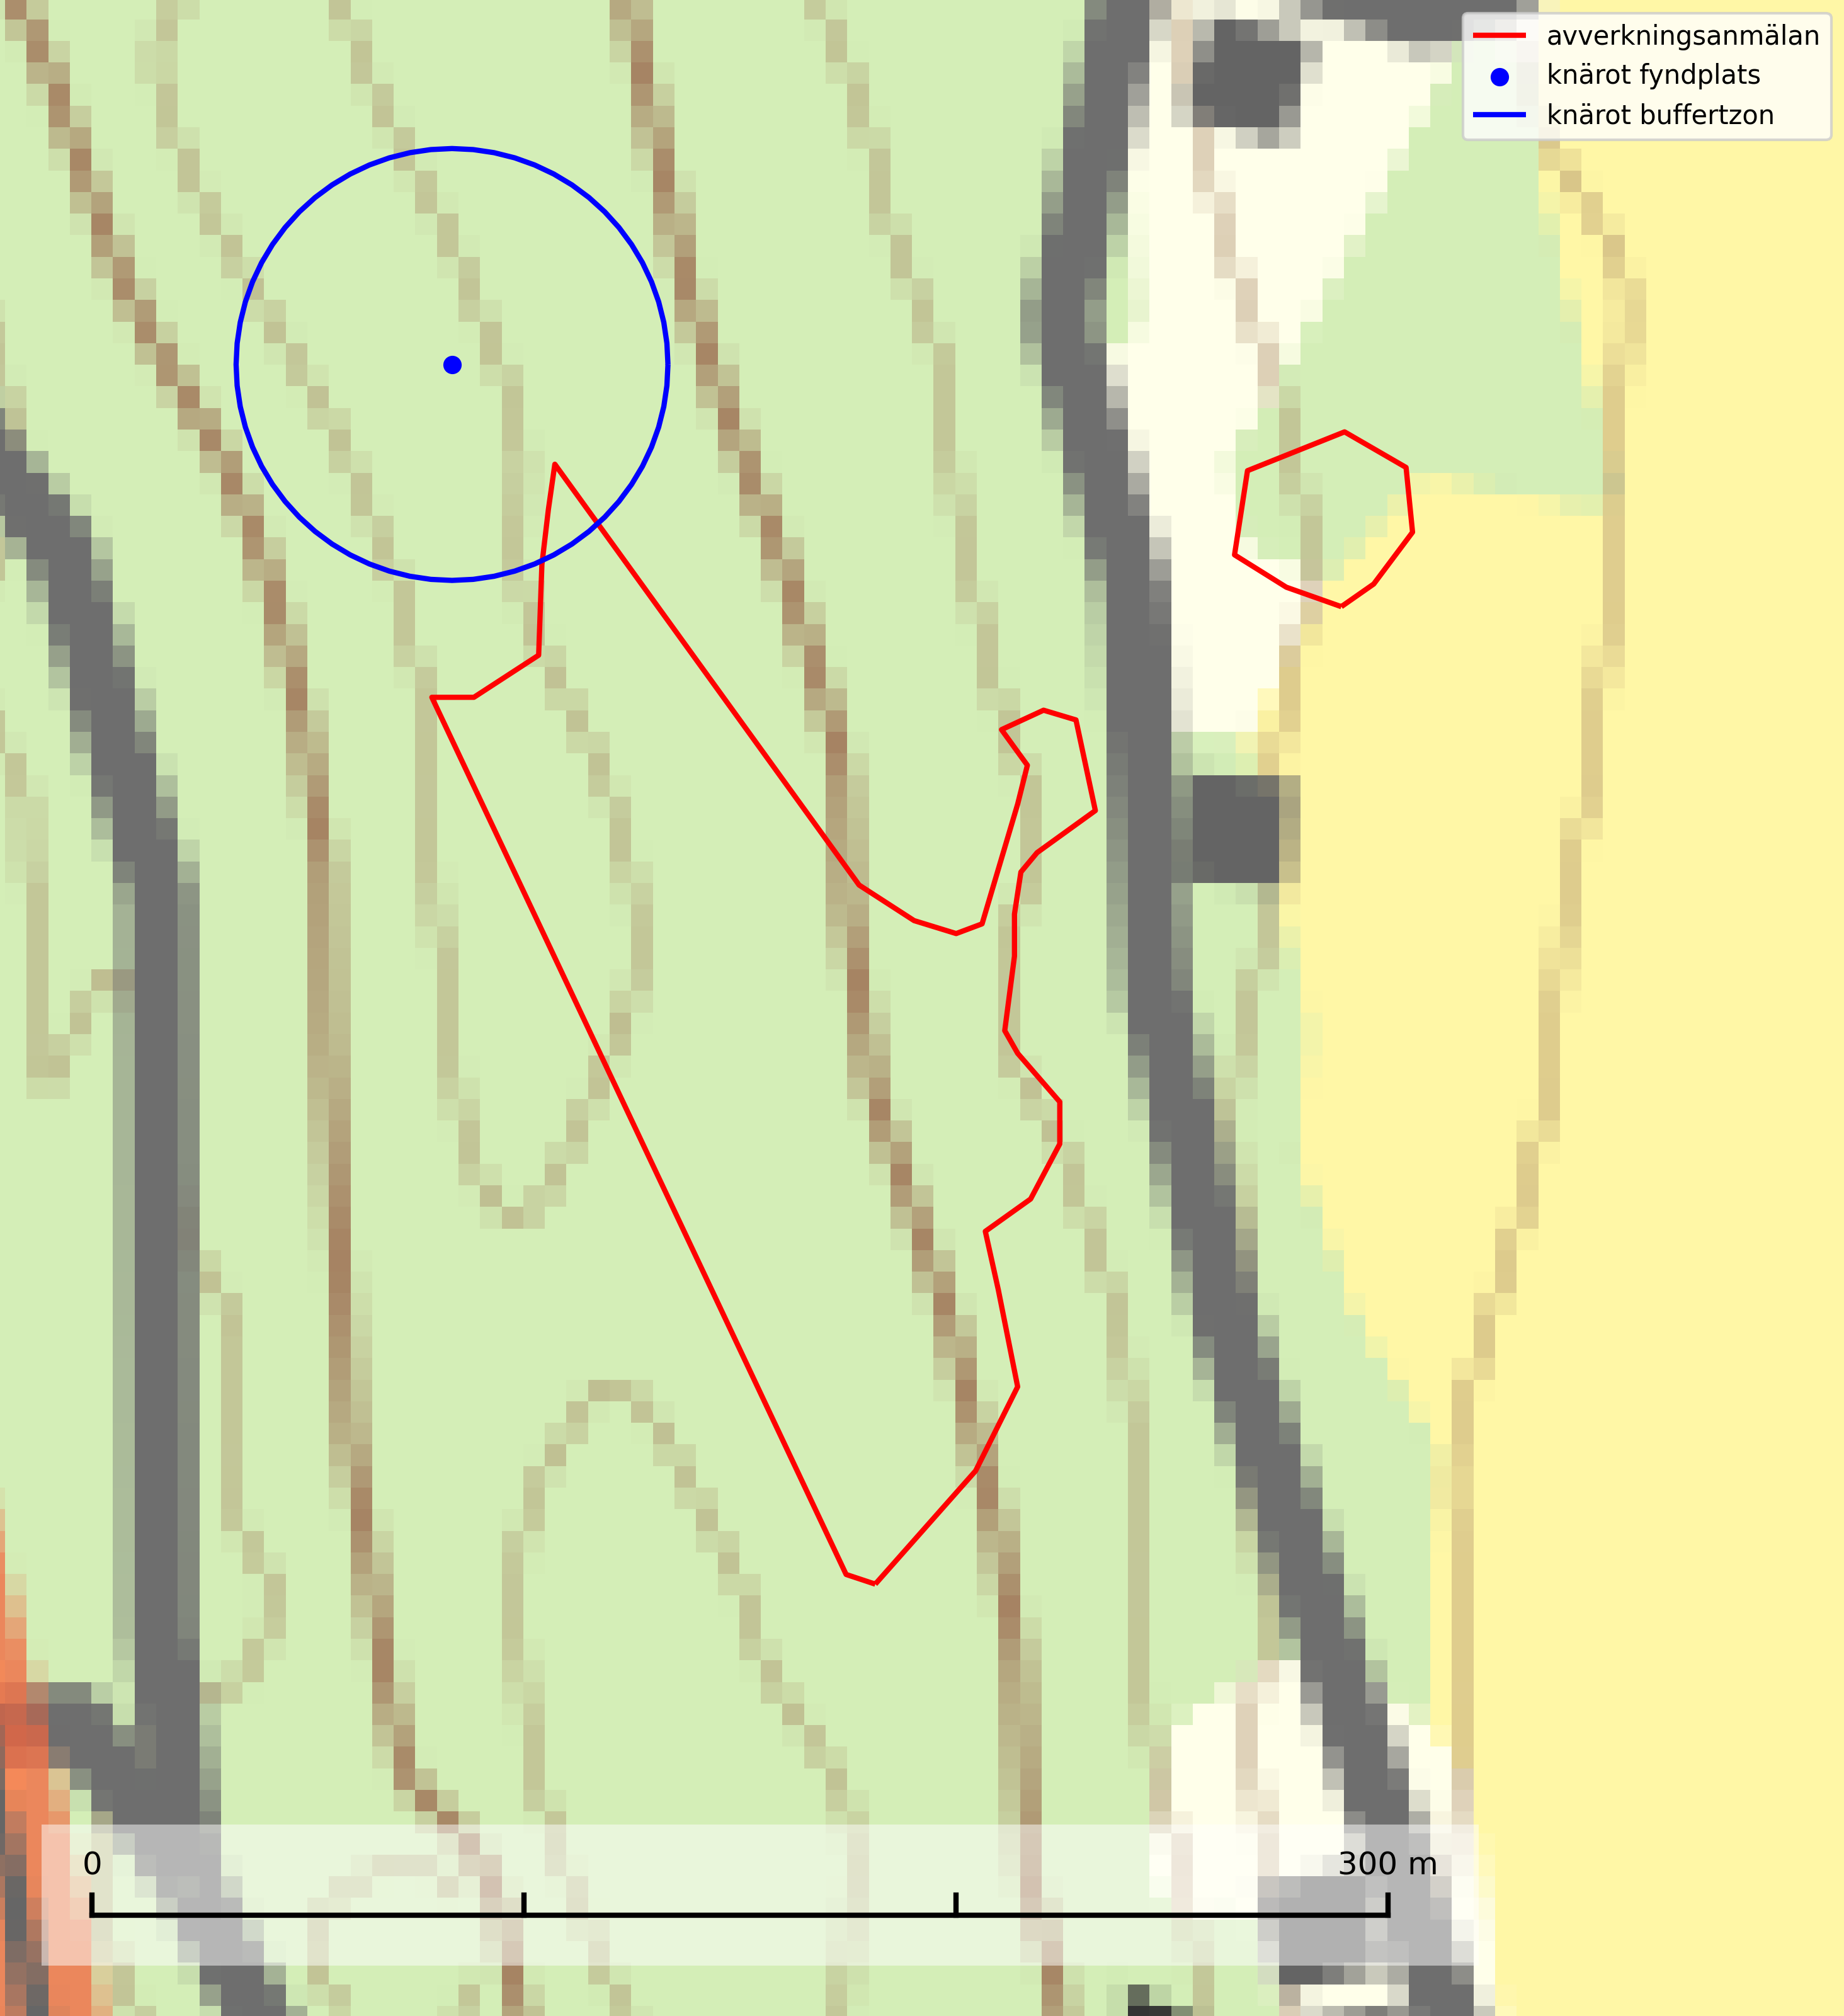 avverkningsanmälan
knärot fyndplats
knärot buffertzon
0 300 m